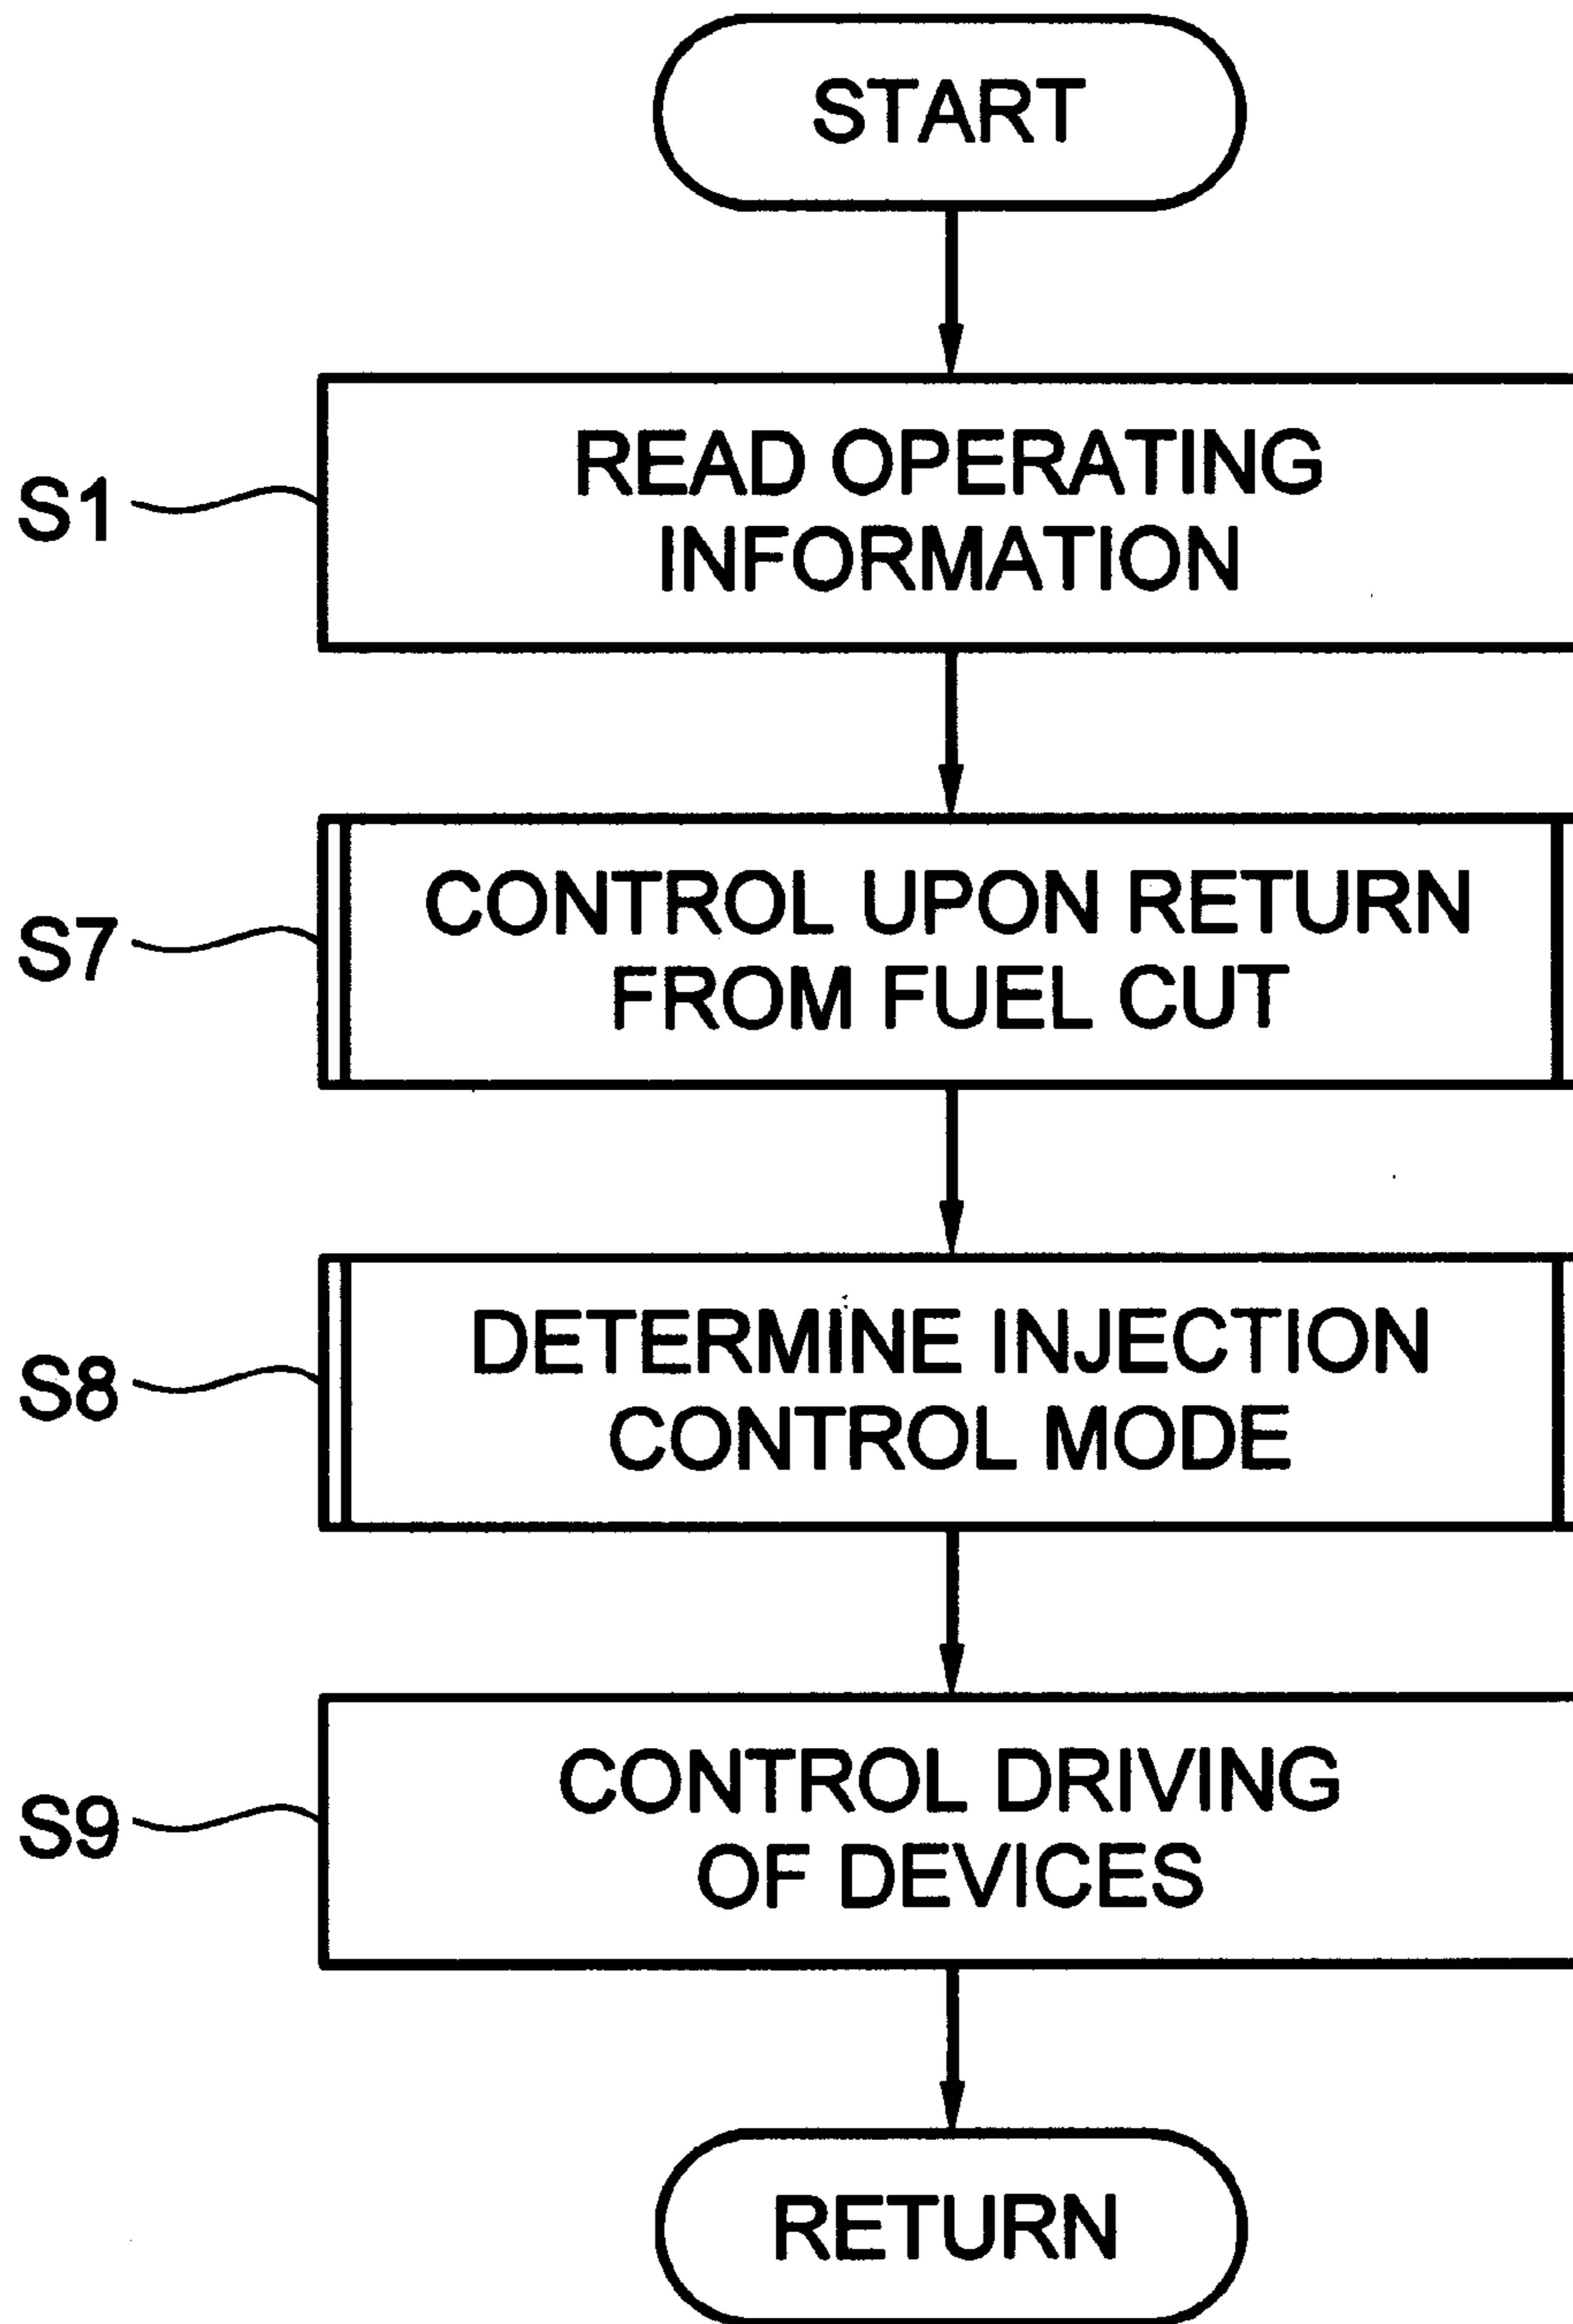 START
S1
READ OPERATING
INFORMATION
S7
CONTROL UPON RETURN
FROM FUEL CUT
S8
DETERMINE INJECTION
CONTROL MODE
S9
CONTROL DRIVING
OF DEVICES
RETURN